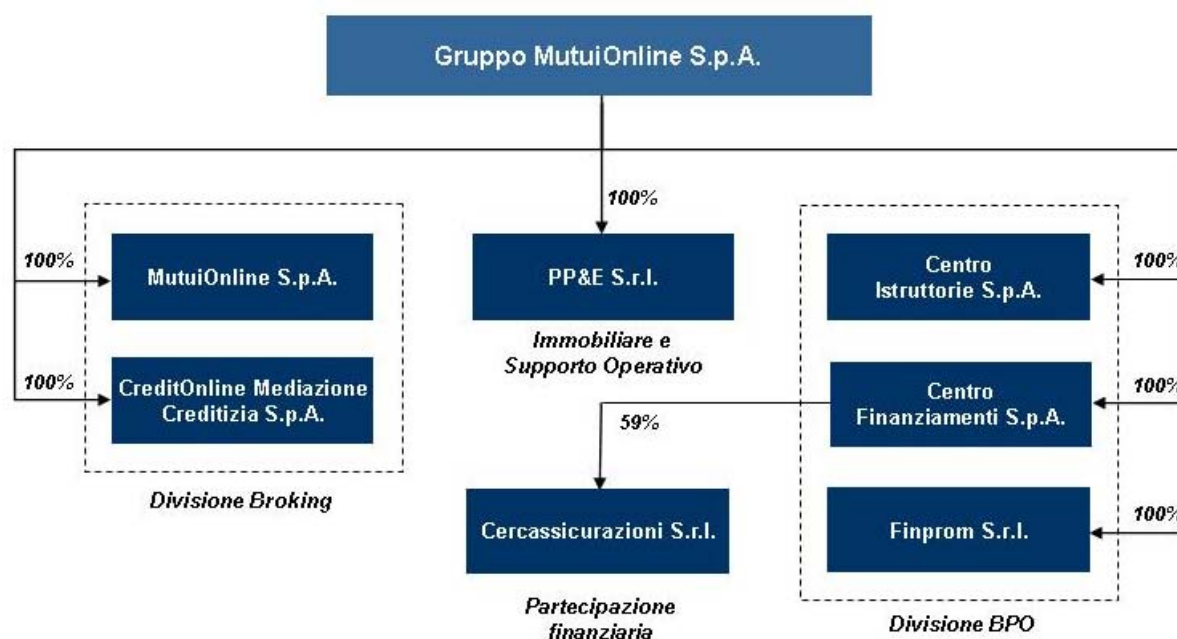 Gruppo MutuiOnline S.p.A.
100%
100%
MutuiOnline S.p.A.
100%
CreditOnline Mediazione
Creditizia S.p.A.
Divisione Broking
PP&E S.r.l.
Immobiliare e
Supporto Operativo
59%
Cercassicurazioni S.r.l.
Partecipazione
finanziaria
100%
Centro
Istruttorie S.p.A.
100%
Centro
Finanziamenti S.p.A.
100%
Finprom S.r.l.
Divisione BPO